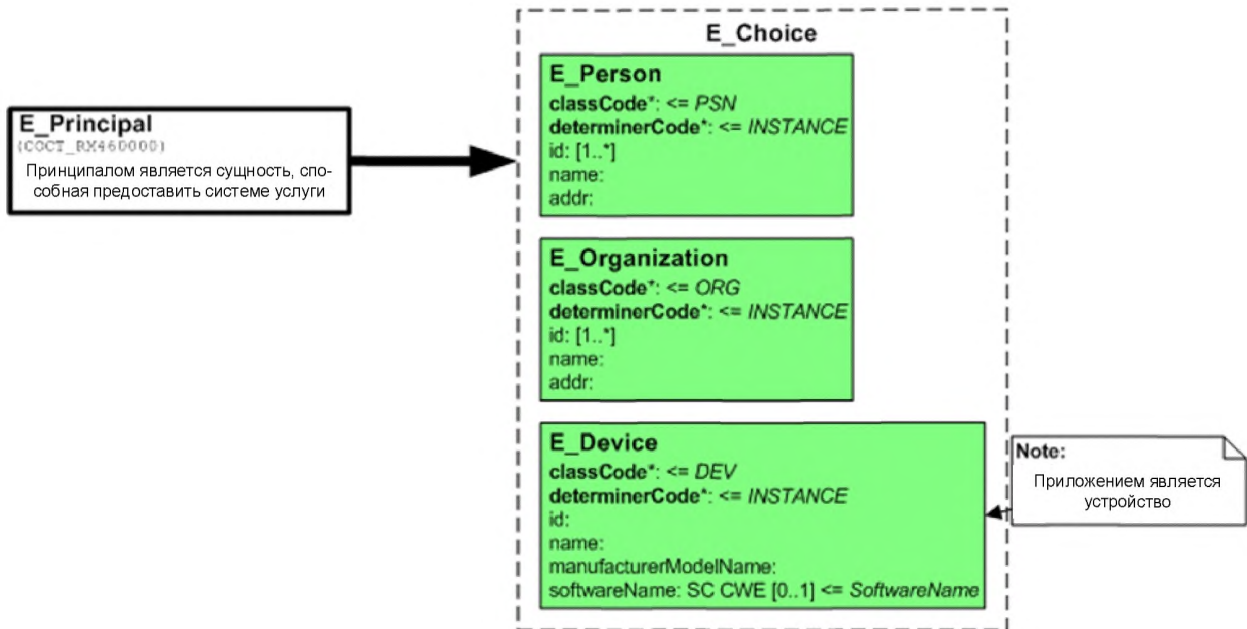 E_Choice
E_Person
classCode*: <= PSN
determinerCode*: <= INSTANCE
id: [1..*]
name:
addr:
E_Principal
(COCT_RM460000)
Принципалом является сущность, спо-
собная предоставить системе услуги
E_Organization
classCode*: <= ORG
determinerCode*: <= INSTANCE
id: [1..*]
name:
addr:
E_Device
classCode*: <= DEV
determinerCode*: <= INSTANCE
id:
name:
manufacturerModelName:
softwareName: SC CWE [0..1] <= SoftwareName
Note:
Приложением является
устройство